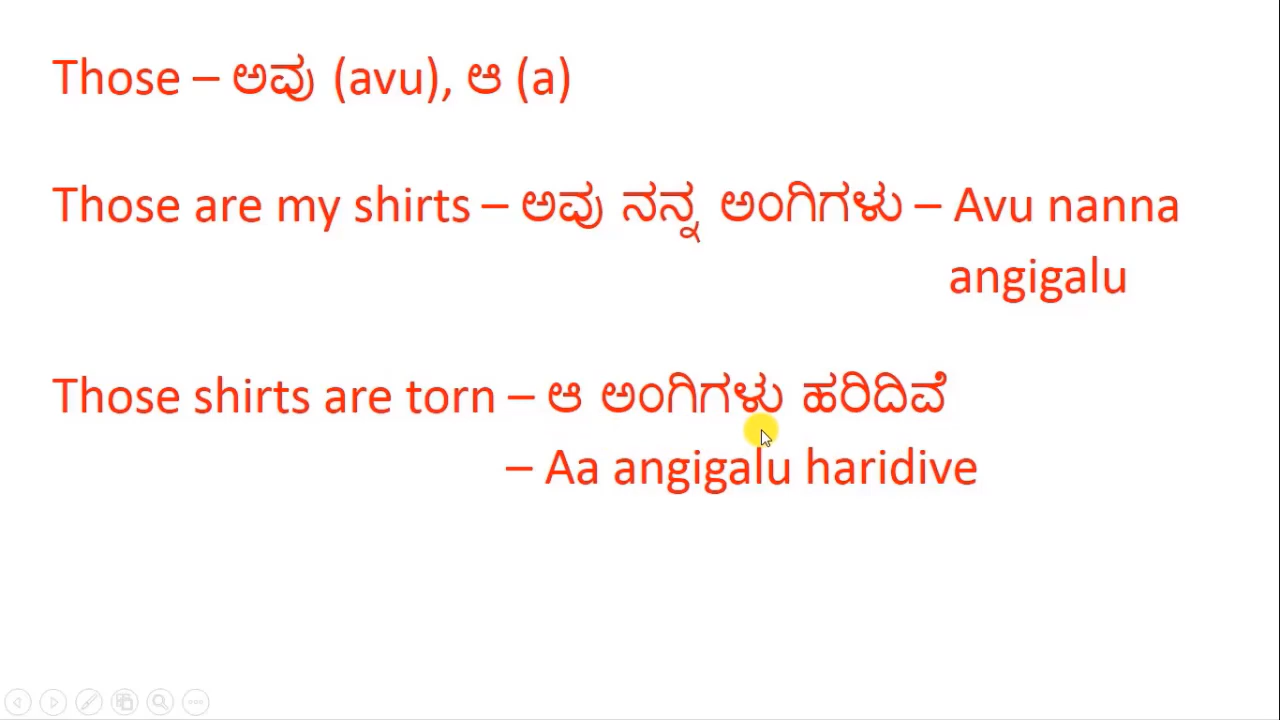 Those – ಅವು (avu), ಆ (a)
Those are my shirts – ಅವು ನನ್ನ ಅಂಗಿಗಳು – Avu nanna
angigalu
Those shirts are torn – ಆ ಅಂಗಿಗಳು ಹರಿದಿವೆ
– Aa angigalu haridive